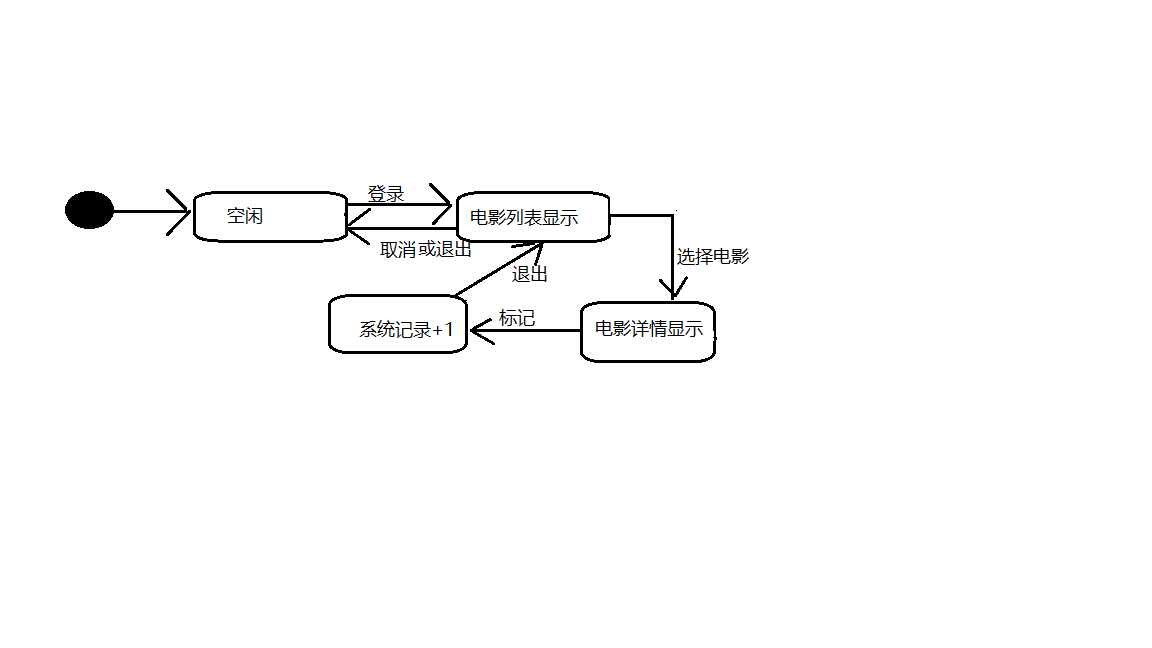 登录
空闲
电影列表显示
取消或退出
选择电影
退出
标记
系统记录+1
电影详情显示